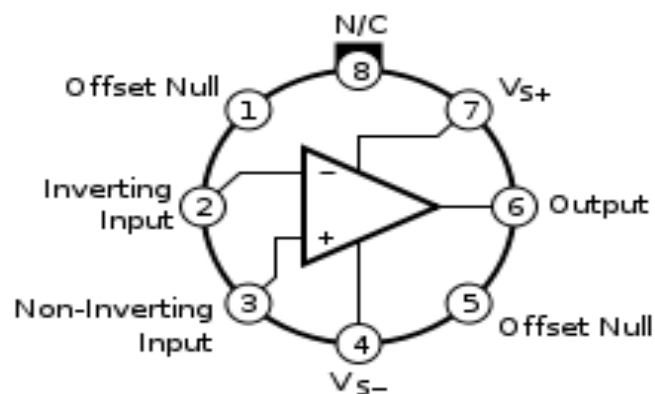 N/C
8
Offset Null
1
7
VS+
−
Inverting
Input
2
6
Output
+
Non-Inverting
Input
3
5
Offset Null
4
VS−